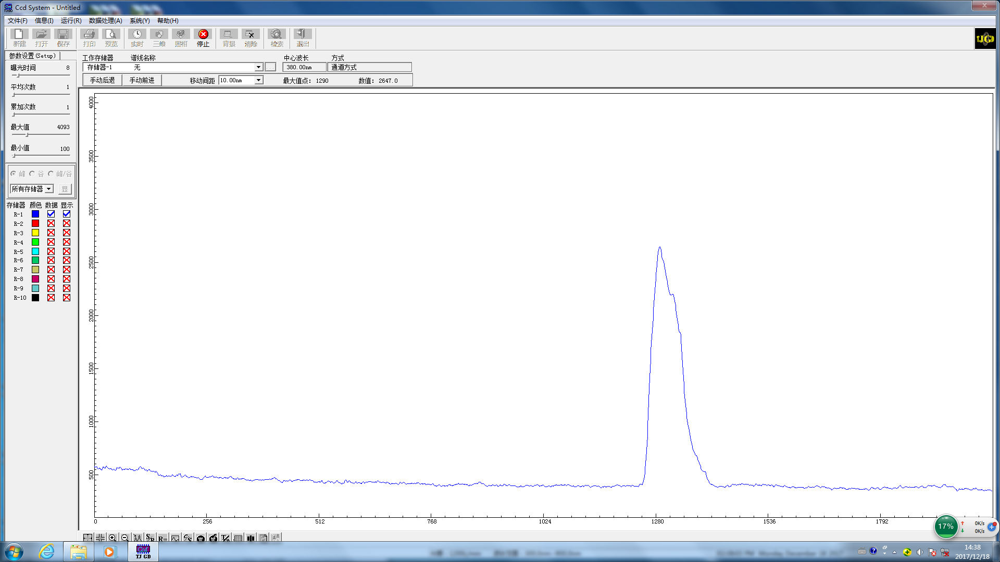 Ccd System - Untitled
文件(F) 信息(I) 运行(R) 数据处理(A) 系统(Y) 帮助(H)
新建 打开 保存 打印 预览 实时 三维 照相 停止 背景 清除 检索 退出
TJGD
参数设置(Setup)
工作存储器 谱线名称 中心波长 方式
存储器-1 无 ... 380.00nm 通道方式
手动后退 手动前进 移动间距 10.00nm 最大值点: 1290 数值: 2647.0
曝光时间 8
平均次数 1
累加次数 1
最大值 4093
最小值 100
峰 谷 峰/谷
所有存储器 显
存储器 颜色 数据 显示
R-1
R-2
R-3
R-4
R-5
R-6
R-7
R-8
R-9
R-10
4000
3500
3000
2500
2000
1500
1000
500
0 256 512 768 1024 1280 1536 1792
17%
0K/s
0K/s
Ccd
TJ GD
14:38
2017/12/18